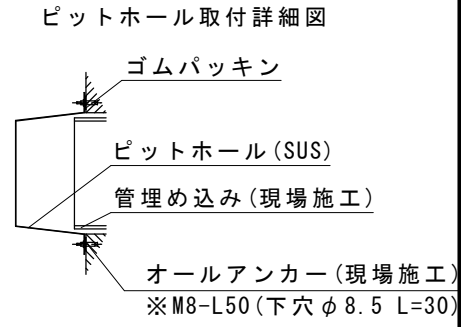 ピットホール取付詳細図
ゴムパッキン
ピットホール(SUS)
管埋め込み(現場施工)
オールアンカー(現場施工)
※M8-L50(下穴φ8.5 L=30)